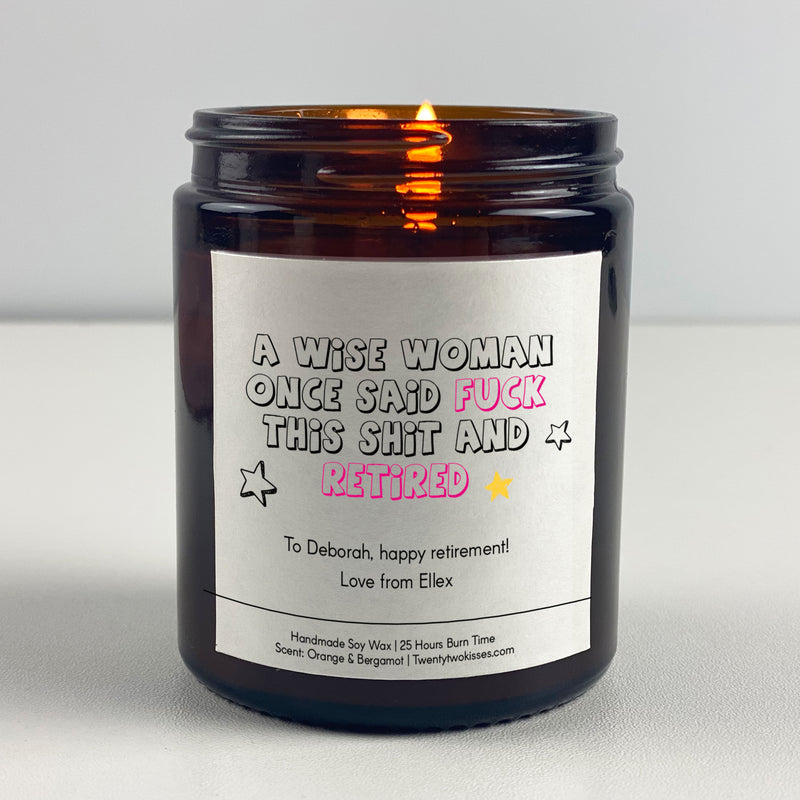 A WiSE WOMAN
ONCE SAiD FUCK
THiS SHiT AND
RETiRED
To Deborah, happy retirement!
Love from Ellex
Handmade Soy Wax | 25 Hours Burn Time
Scent: Orange & Bergamot | Twentytwokisses.com